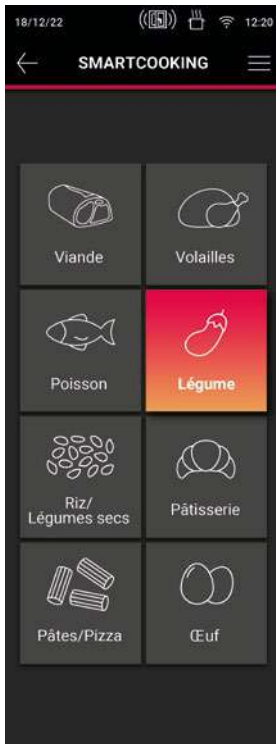 18/12/22 12:20
SMARTCOOKING
Viande Volailles
Poisson Légume
Riz/
Légumes secs
Pâtisserie
Pâtes/Pizza Œuf